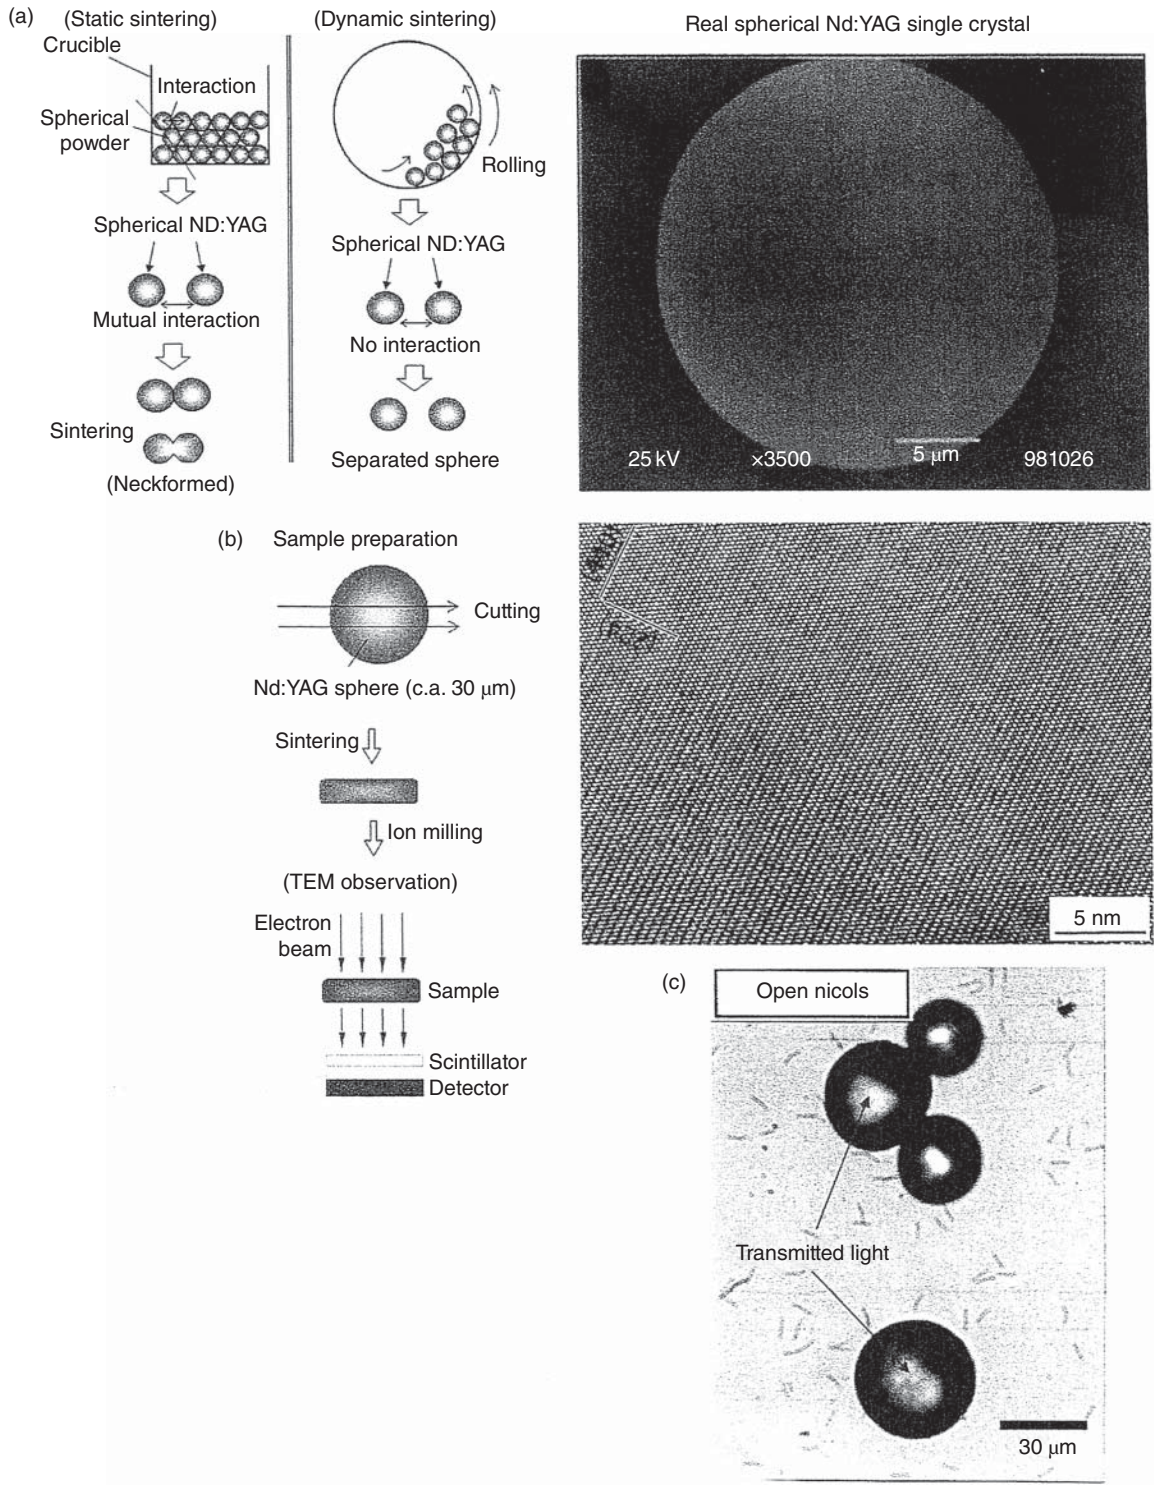 (a)
(Static sintering)
Crucible
Interaction
Spherical
powder
Spherical ND:YAG
Mutual interaction
Sintering
(Neckformed)
(Dynamic sintering)
Rolling
Spherical ND:YAG
No interaction
Separated sphere
Real spherical Nd:YAG single crystal
25 kV
×3500
5 μm
981026
(b)
Sample preparation
Cutting
Nd:YAG sphere (c.a. 30 μm)
Sintering
Ion milling
(TEM observation)
Electron
beam
Sample
Scintillator
Detector
5 nm
(c)
Open nicols
Transmitted light
30 μm